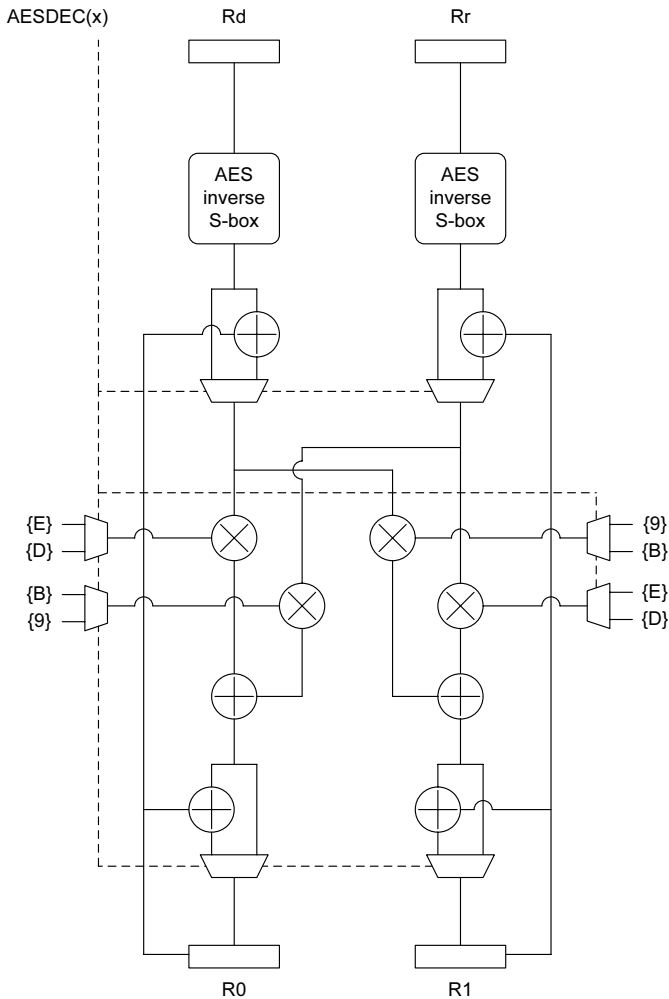 AESDEC(x)
Rd
Rr
AES
inverse
S-box
AES
inverse
S-box
{E}
{D}
{9}
{B}
{B}
{9}
{E}
{D}
R0
R1